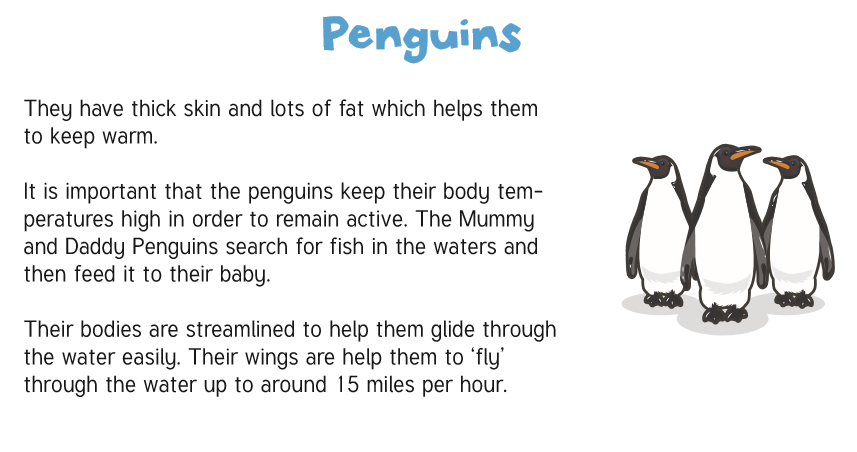 Penguins
They have thick skin and lots of fat which helps them
to keep warm.
It is important that the penguins keep their body tem-
peratures high in order to remain active. The Mummy
and Daddy Penguins search for fish in the waters and
then feed it to their baby.
Their bodies are streamlined to help them glide through
the water easily. Their wings are help them to ‘fly’
through the water up to around 15 miles per hour.